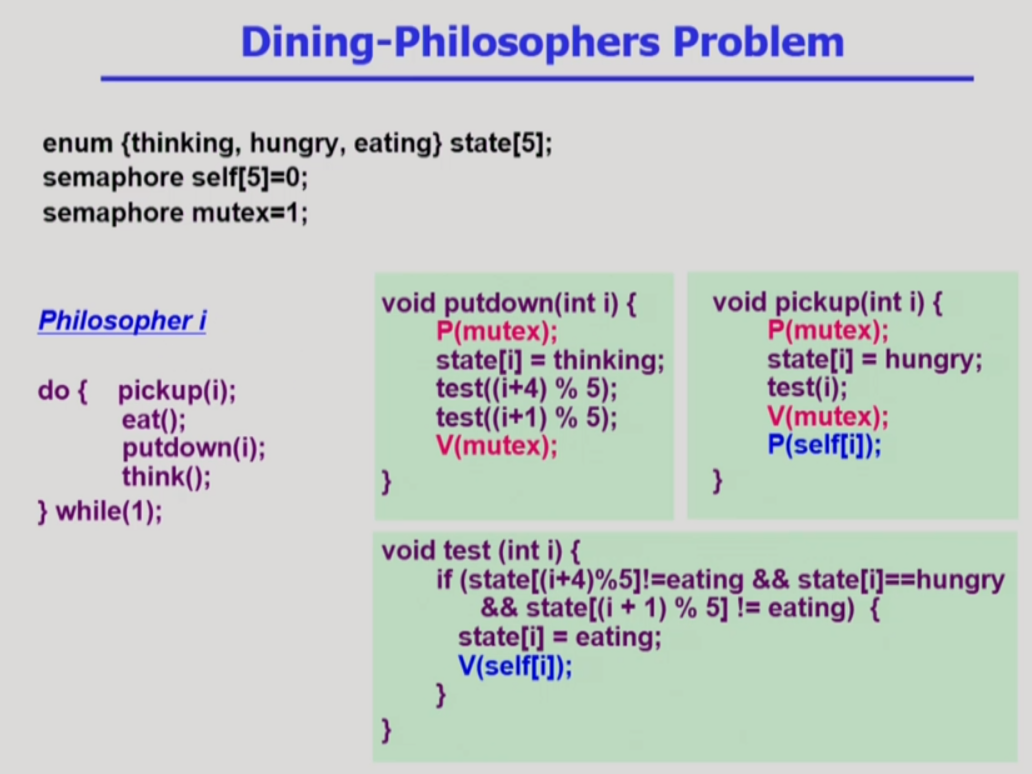 Dining-Philosophers Problem
enum {thinking, hungry, eating} state[5];
semaphore self[5]=0;
semaphore mutex=1;
Philosopher i
do { pickup(i);
eat();
putdown(i);
think();
} while(1);
void putdown(int i) {
P(mutex);
state[i] = thinking;
test((i+4) % 5);
test((i+1) % 5);
V(mutex);
}
void pickup(int i) {
P(mutex);
state[i] = hungry;
test(i);
V(mutex);
P(self[i]);
}
void test (int i) {
if (state[(i+4)%5]!=eating && state[i]==hungry
&& state[(i + 1) % 5] != eating) {
state[i] = eating;
V(self[i]);
}
}